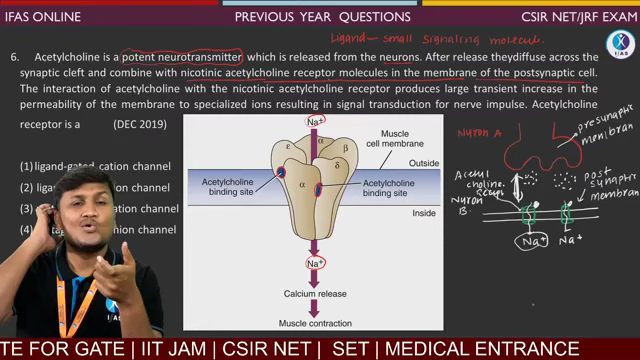 IFAS ONLINE
PREVIOUS YEAR QUESTIONS
CSIR NET/JRF EXAM
Ligand - small signaling molecule.
6. Acetylcholine is a potent neurotransmitter which is released from the neurons. After release theydiffuse across the
synaptic cleft and combine with nicotinic acetylcholine receptor molecules in the membrane of the postsynaptic cell.
The interaction of acetylcholine with the nicotinic acetylcholine receptor produces large transient increase in the
permeability of the membrane to specialized ions resulting in signal transduction for nerve impulse. Acetylcholine
receptor is a (DEC 2019)
(1) ligand-gated cation channel
(2) liga
(3)
(4)
ation channel
ion channel
Na+
ε
α
β
α
δ
Muscle
cell membrane
Outside
Inside
Acetylcholine
binding site
Acetylcholine
binding site
Na+
Calcium release
Muscle contraction
Nyron A
presynaptic
menibran
Acetyl
choline
Nyron
B.
post
synaptic
membran
Na+
Na+
IFAS
TE FOR GATE | IIT JAM | CSIR NET | SET | MEDICAL ENTRANCE